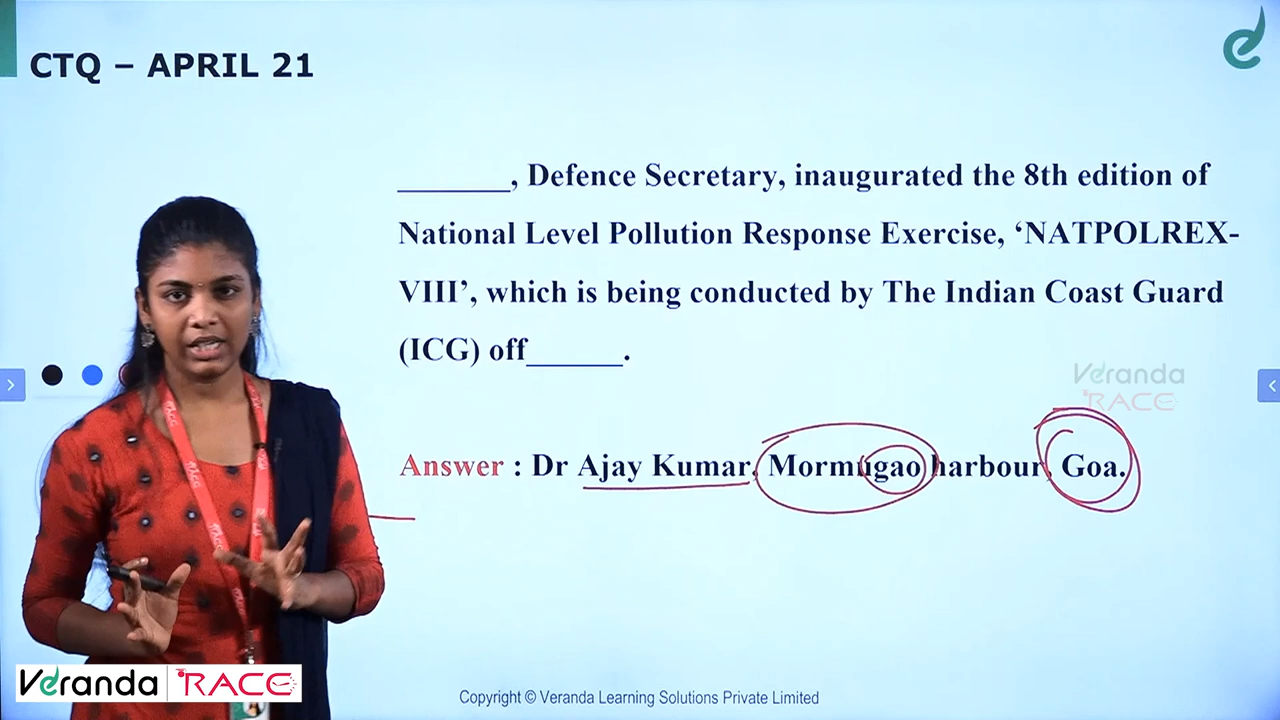 CTQ – APRIL 21
_______, Defence Secretary, inaugurated the 8th edition of
National Level Pollution Response Exercise, ‘NATPOLREX-
VIII’, which is being conducted by The Indian Coast Guard
(ICG) off______.
Veranda
RACE
Answer : Dr Ajay Kumar, Mormugao harbour, Goa.
Veranda RACE
Copyright © Veranda Learning Solutions Private Limited